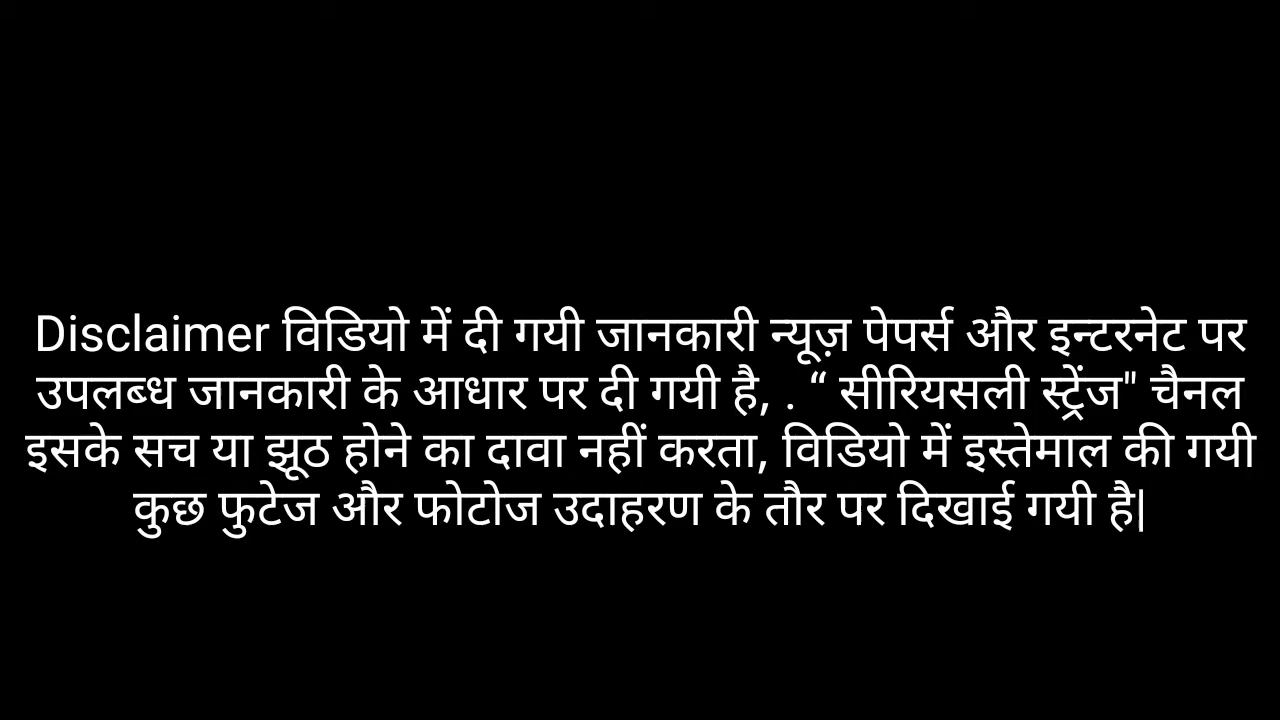 Disclaimer विडियो में दी गयी जानकारी न्यूज़ पेपर्स और इन्टरनेट पर
उपलब्ध जानकारी के आधार पर दी गयी है, . “ सीरियसली स्ट्रेंज" चैनल
इसके सच या झूठ होने का दावा नहीं करता, विडियो में इस्तेमाल की गयी
कुछ फुटेज और फोटोज उदाहरण के तौर पर दिखाई गयी है|